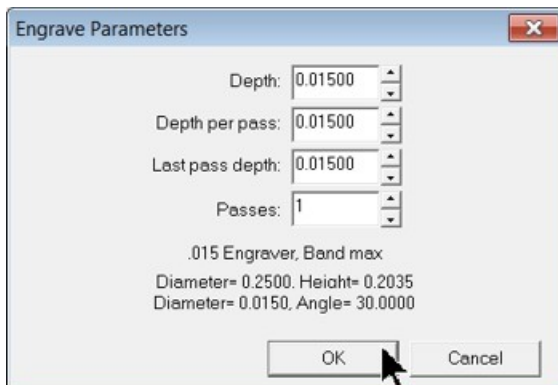 Engrave Parameters
Depth: 0.01500
Depth per pass: 0.01500
Last pass depth: 0.01500
Passes: 1
.015 Engraver, Band max
Diameter= 0.2500. Height= 0.2035
Diameter= 0.0150, Angle= 30.0000
OK Cancel